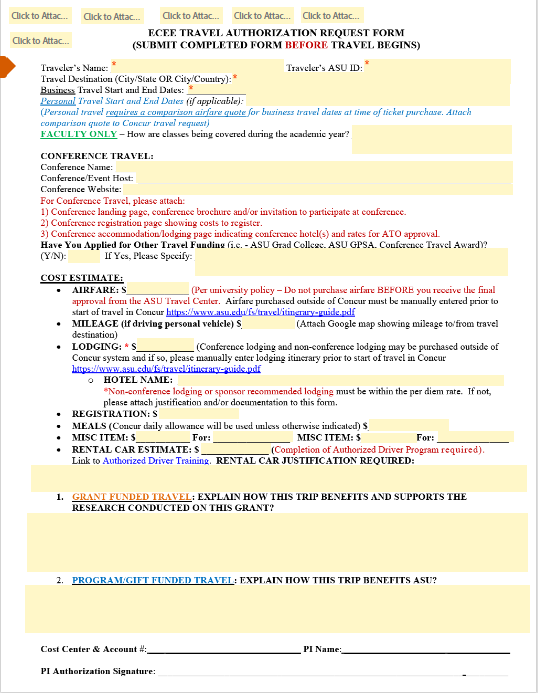 Click to Attac... Click to Attac... Click to Attac... Click to Attac... Click to Attac...
Click to Attac...
ECEE TRAVEL AUTHORIZATION REQUEST FORM
(SUBMIT COMPLETED FORM BEFORE TRAVEL BEGINS)
Traveler's Name: * Traveler's ASU ID: *
Travel Destination (City/State OR City/Country): *
Business Travel Start and End Dates: *
Personal Travel Start and End Dates (if applicable):
(Personal travel requires a comparison airfare quote for business travel dates at time of ticket purchase. Attach
comparison quote to Concur travel request)
FACULTY ONLY – How are classes being covered during the academic year?
CONFERENCE TRAVEL:
Conference Name:
Conference/Event Host:
Conference Website:
For Conference Travel, please attach:
1) Conference landing page, conference brochure and/or invitation to participate at conference.
2) Conference registration page showing costs to register.
3) Conference accommodation/lodging page indicating conference hotel(s) and rates for ATO approval.
Have You Applied for Other Travel Funding (i.e. - ASU Grad College, ASU GPSA, Conference Travel Award)?
(Y/N): If Yes, Please Specify:
COST ESTIMATE:
• AIRFARE: $ (Per university policy – Do not purchase airfare BEFORE you receive the final
approval from the ASU Travel Center. Airfare purchased outside of Concur must be manually entered prior to
start of travel in Concur https://www.asu.edu/fs/travel/itinerary-guide.pdf
• MILEAGE (if driving personal vehicle) $ (Attach Google map showing mileage to/from travel
destination)
• LODGING: * $ (Conference lodging and non-conference lodging may be purchased outside of
Concur system and if so, please manually enter lodging itinerary prior to start of travel in Concur
https://www.asu.edu/fs/travel/itinerary-guide.pdf
o HOTEL NAME:
*Non-conference lodging or sponsor recommended lodging must be within the per diem rate. If not,
please attach justification and/or documentation to this form.
• REGISTRATION: $
• MEALS (Concur daily allowance will be used unless otherwise indicated) $
• MISC ITEM: $ For: MISC ITEM: $ For:
• RENTAL CAR ESTIMATE: $ (Completion of Authorized Driver Program required).
Link to Authorized Driver Training. RENTAL CAR JUSTIFICATION REQUIRED:
1. GRANT FUNDED TRAVEL: EXPLAIN HOW THIS TRIP BENEFITS AND SUPPORTS THE
RESEARCH CONDUCTED ON THIS GRANT?
2. PROGRAM/GIFT FUNDED TRAVEL: EXPLAIN HOW THIS TRIP BENEFITS ASU?
Cost Center & Account #: PI Name:
PI Authorization Signature: